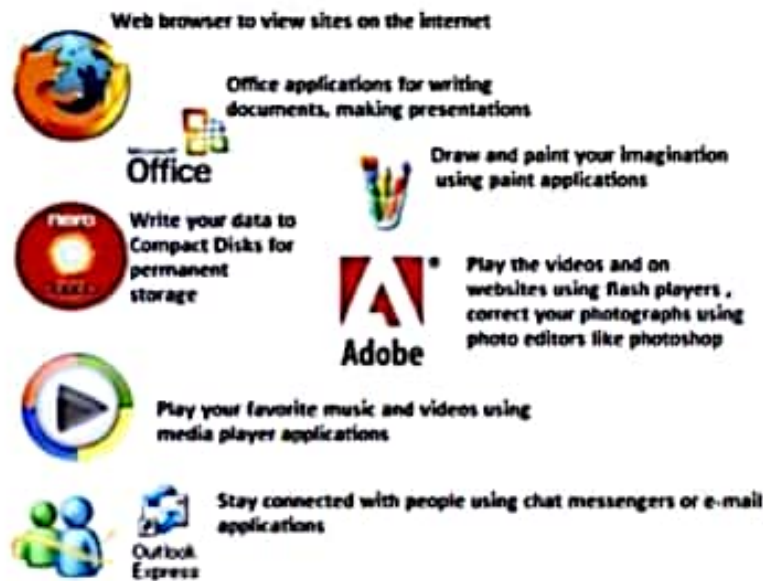 Web browser to view sites on the internet
Office applications for writing
documents, making presentations
Office
Draw and paint your imagination
using paint applications
nero
Write your data to
Compact Disks for
permanent
storage
Adobe
®
Play the videos and on
websites using flash players ,
correct your photographs using
photo editors like photoshop
Play your favorite music and videos using
media player applications
Outlook
Express
Stay connected with people using chat messengers or e-mail
applications